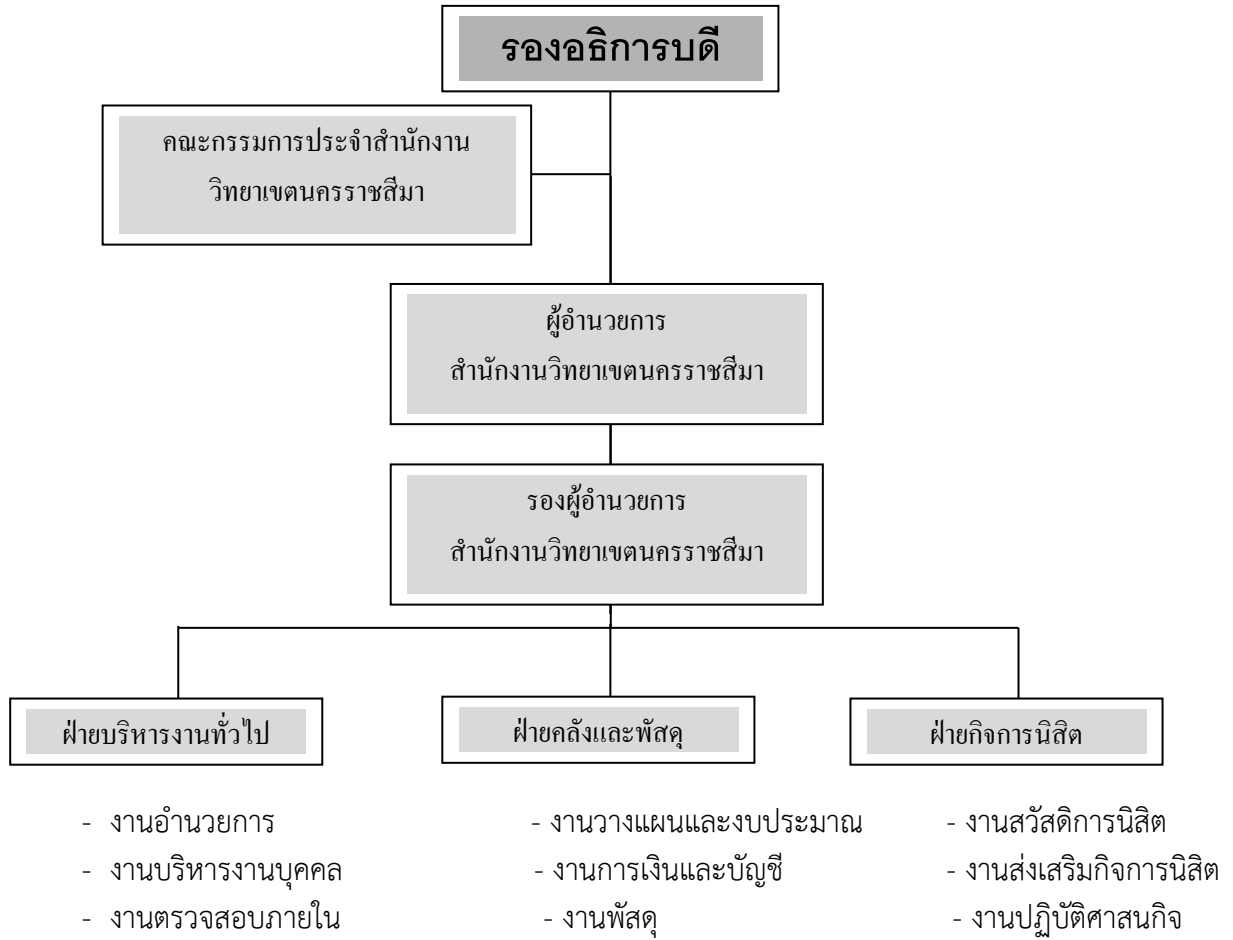 รองอธิการบดี
คณะกรรมการประจำสำนักงาน
วิทยาเขตนครราชสีมา
ผู้อำนวยการ
สำนักงานวิทยาเขตนครราชสีมา
รองผู้อำนวยการ
สำนักงานวิทยาเขตนครราชสีมา
ฝ่ายบริหารงานทั่วไป
ฝ่ายคลังและพัสดุ
ฝ่ายกิจการนิสิต
- งานอำนวยการ
- งานบริหารงานบุคคล
- งานตรวจสอบภายใน
- งานวางแผนและงบประมาณ
- งานการเงินและบัญชี
- งานพัสดุ
- งานสวัสดิการนิสิต
- งานส่งเสริมกิจการนิสิต
- งานปฏิบัติศาสนกิจ